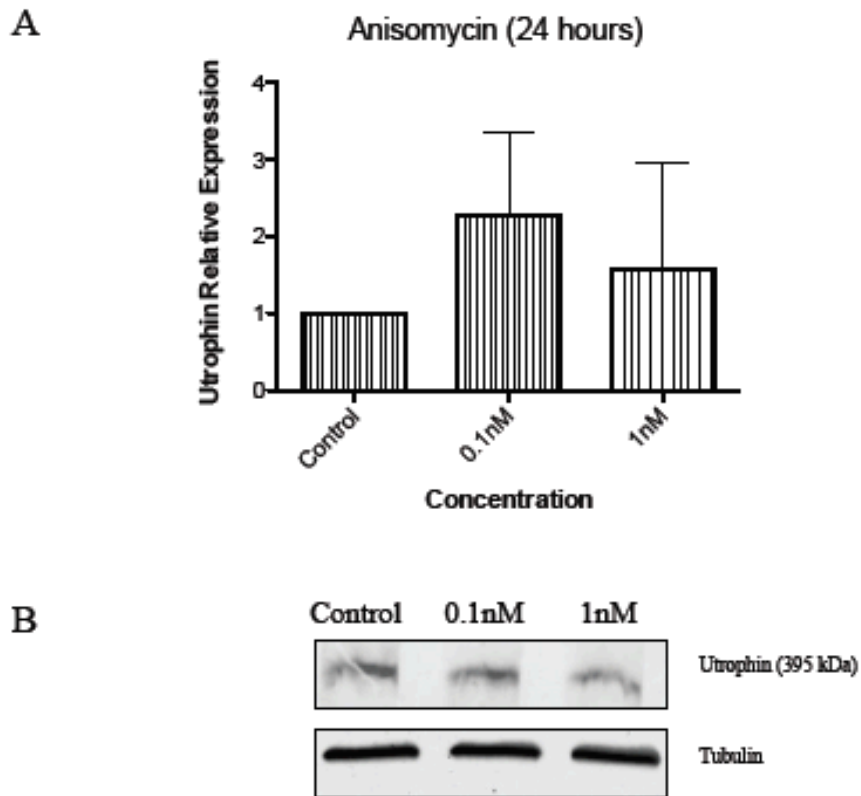 A
Anisomycin (24 hours)
Utrophin Relative Expression
4
3
2
1
0
Control
0.1nM
1nM
Concentration
B
Control 0.1nM 1nM
Utrophin (395 kDa)
Tubulin